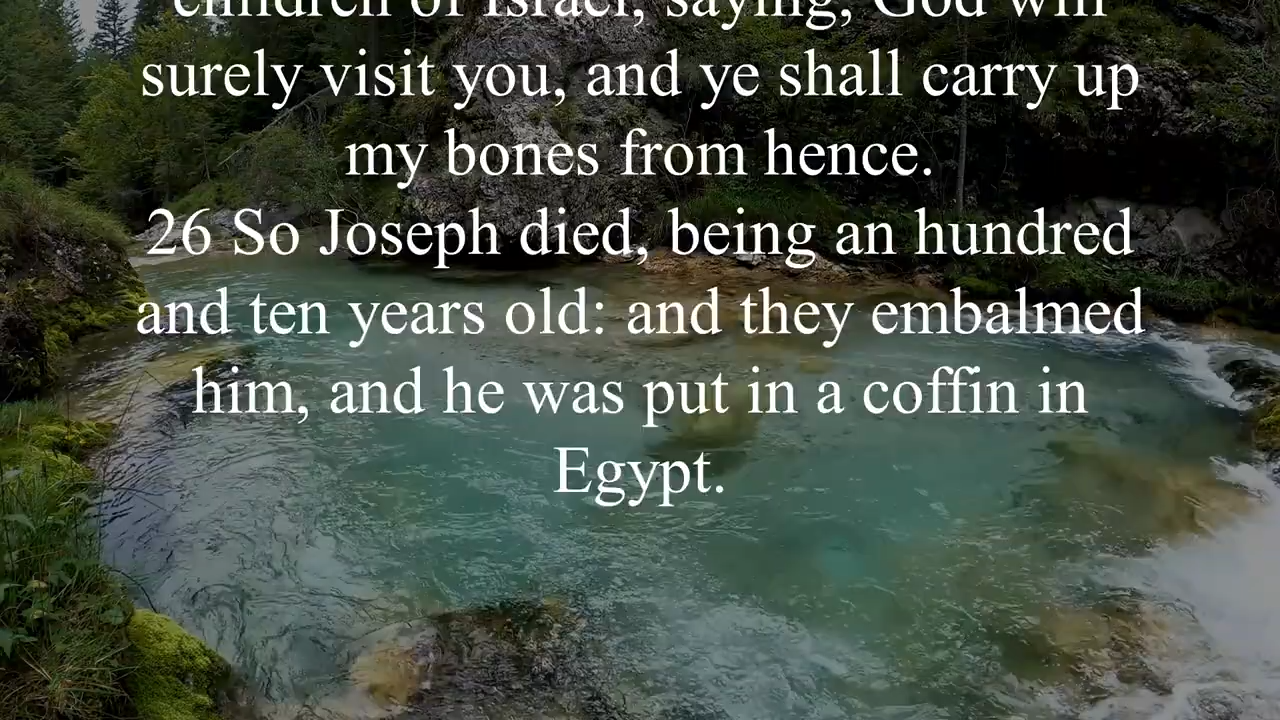 children of Israel, saying, God will
surely visit you, and ye shall carry up
my bones from hence.
26 So Joseph died, being an hundred
and ten years old: and they embalmed
him, and he was put in a coffin in
Egypt.